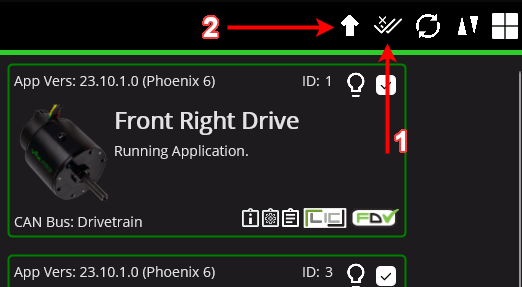 2
1
App Vers: 23.10.1.0 (Phoenix 6) ID: 1
Front Right Drive
Running Application.
CAN Bus: Drivetrain
LIC FDV
App Vers: 23.10.1.0 (Phoenix 6) ID: 3